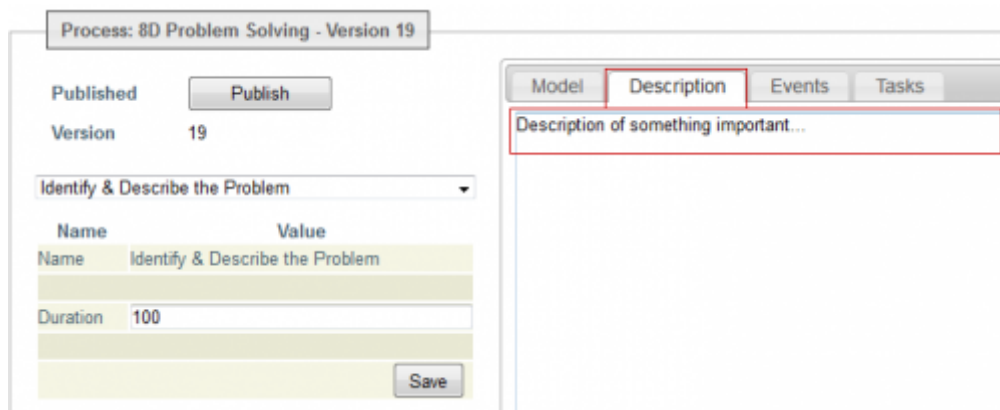 Process: 8D Problem Solving - Version 19
Published Publish
Version 19
Identify & Describe the Problem
Name Value
Name Identify & Describe the Problem
Duration 100
Save
Model Description Events Tasks
Description of something important...